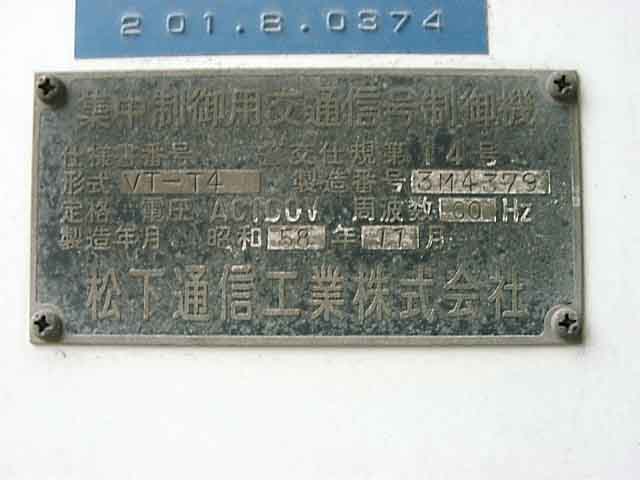 201.8.0374
集中制御用交通信号制御機
仕様書番号 交仕規第14号
形式 VT-T4 製造番号 3M4379
定格 電圧 AC100V 周波数 60 Hz
製造年月 昭和 58 年 11 月
松下通信工業株式会社